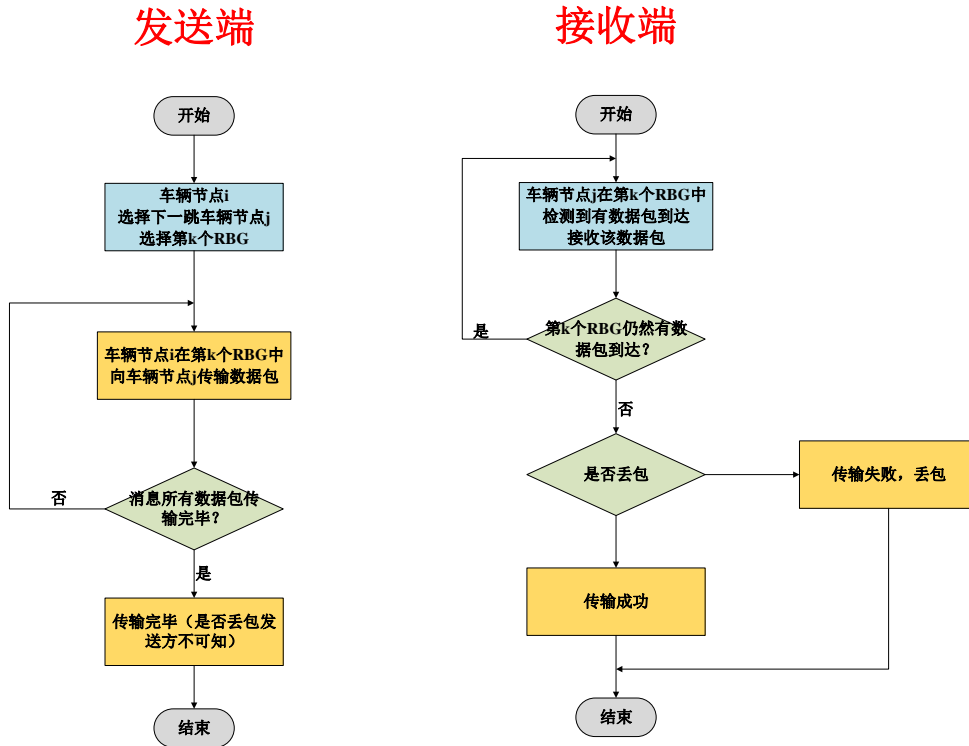 发送端
开始
车辆节点i
选择下一跳车辆节点j
选择第k个RBG
车辆节点i在第k个RBG中
向车辆节点j传输数据包
消息所有数据包传
输完毕？
否
是
传输完毕（是否丢包发
送方不可知）
结束
接收端
开始
车辆节点j在第k个RBG中
检测到有数据包到达
接收该数据包
第k个RBG仍然有数
据包到达？
是
否
是否丢包
传输失败，丢包
传输成功
结束